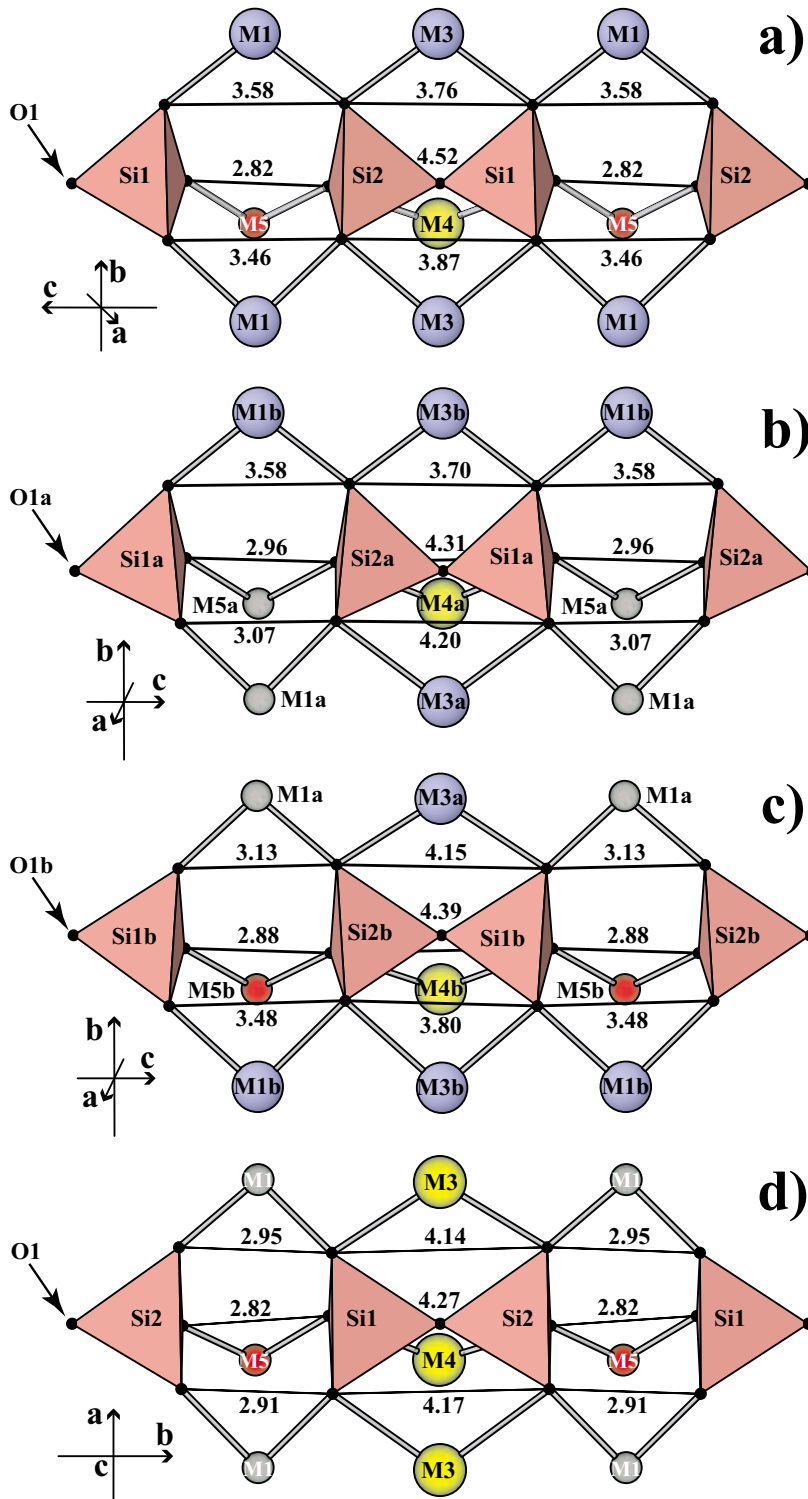 a)
M1 M3 M1
3.58 3.76 3.58
O1
Si1 2.82 Si2 4.52 Si1 2.82 Si2
M5 M4 M5
3.46 3.87 3.46
b
c
a
M1 M3 M1
b)
M1b M3b M1b
3.58 3.70 3.58
O1a
Si1a 2.96 Si2a 4.31 Si1a 2.96 Si2a
M5a M4a M5a
3.07 4.20 3.07
b
c
a
M1a M3a M1a
c)
M1a M3a M1a
3.13 4.15 3.13
O1b
Si1b 2.88 Si2b 4.39 Si1b 2.88 Si2b
M5b M4b M5b
3.48 3.80 3.48
b
c
a
M1b M3b M1b
d)
M1 M3 M1
2.95 4.14 2.95
O1
Si2 2.82 Si1 4.27 Si2 2.82 Si1
M5 M4 M5
2.91 4.17 2.91
a
b
c
M1 M3 M1